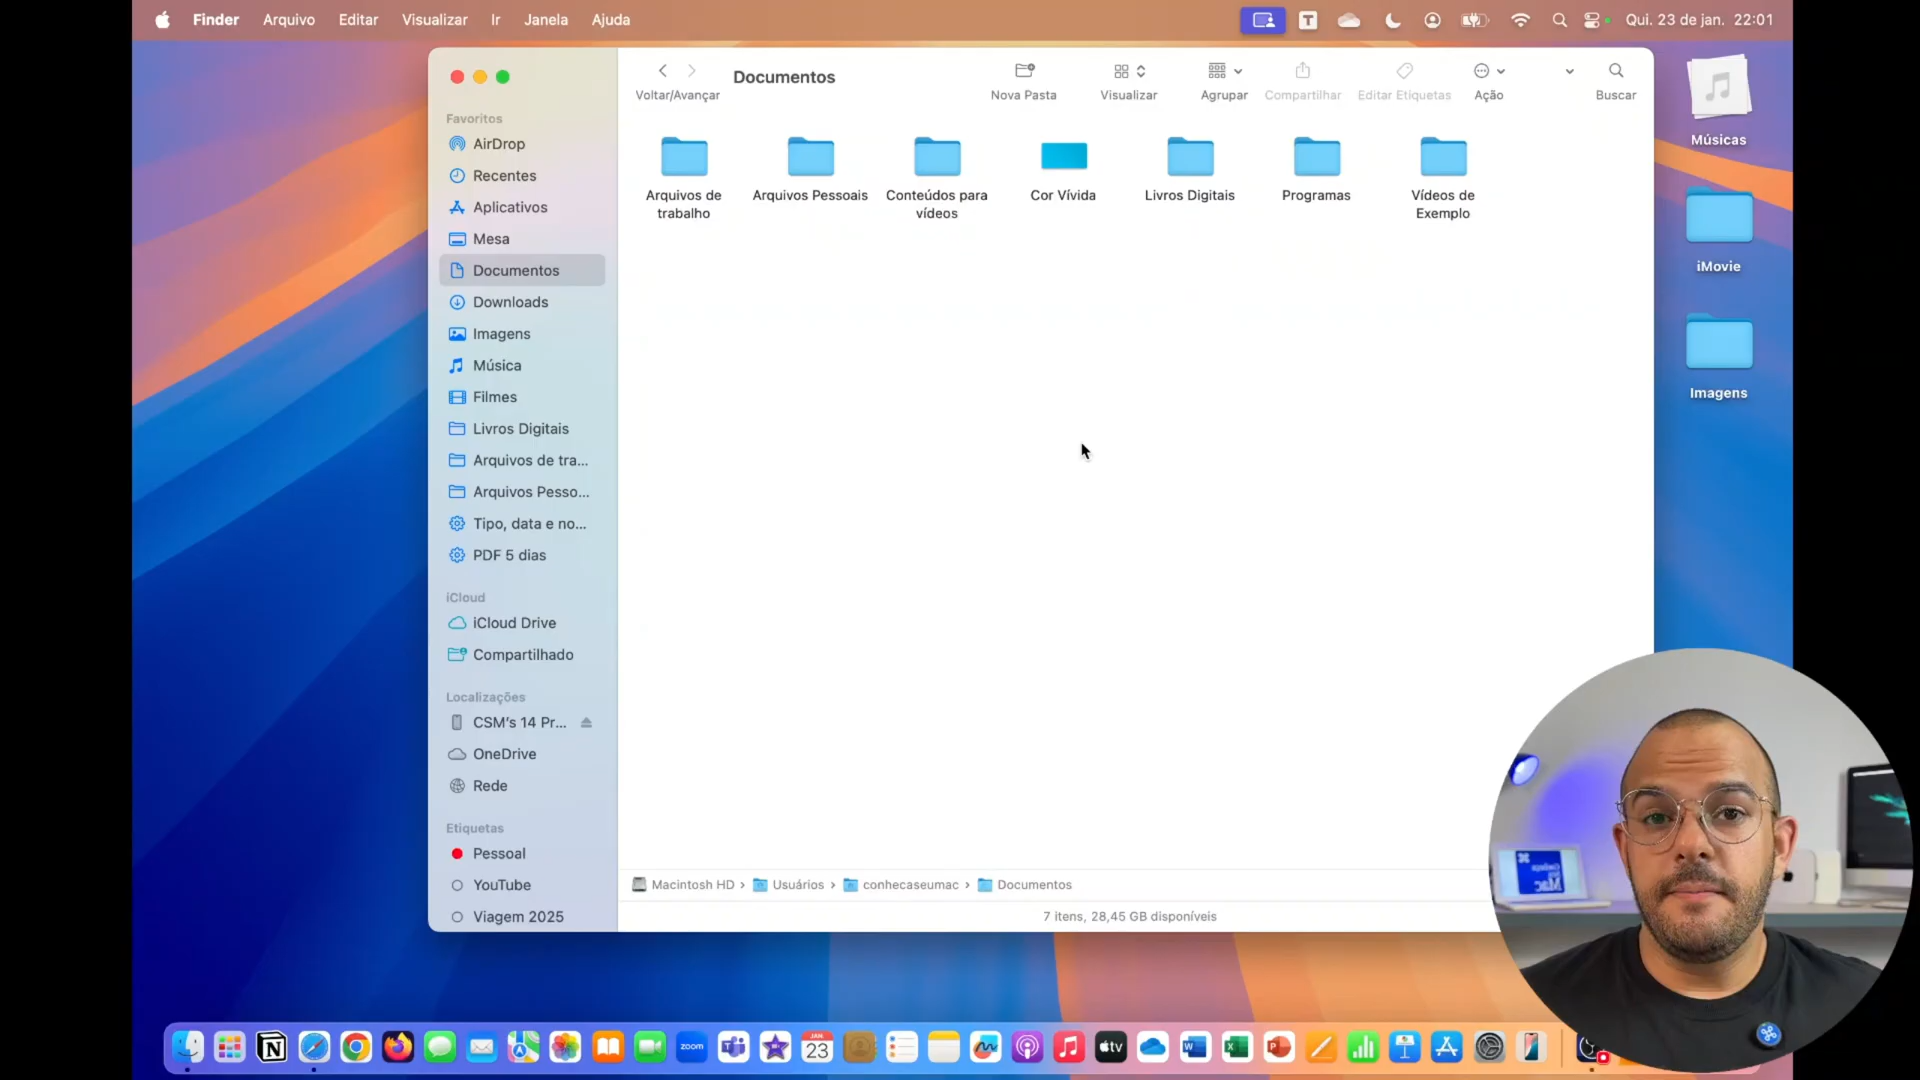 Finder Arquivo Editar Visualizar Ir Janela Ajuda
T
Qui. 23 de jan. 22:01
Voltar/Avançar
Documentos
Nova Pasta
Visualizar
Agrupar
Compartilhar
Editar Etiquetas
Ação
Buscar
Favoritos
AirDrop
Recentes
Aplicativos
Mesa
Documentos
Downloads
Imagens
Música
Filmes
Livros Digitais
Arquivos de tra...
Arquivos Pesso...
Tipo, data e no...
PDF 5 dias
iCloud
iCloud Drive
Compartilhado
Localizações
CSM's 14 Pr...
OneDrive
Rede
Etiquetas
Pessoal
YouTube
Viagem 2025
Arquivos de
trabalho
Arquivos Pessoais
Conteúdos para
vídeos
Cor Vívida
Livros Digitais
Programas
Vídeos de
Exemplo
Macintosh HD › Usuários › conhecaseumac › Documentos
7 itens, 28,45 GB disponíveis
Músicas
iMovie
Imagens
zoom
JAN
23
tv